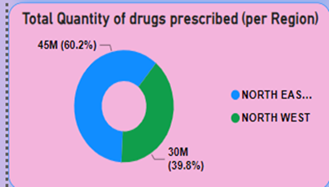 Total Quantity of drugs prescribed (per Region)
45M (60.2%)
NORTH EAS...
NORTH WEST
30M
(39.8%)